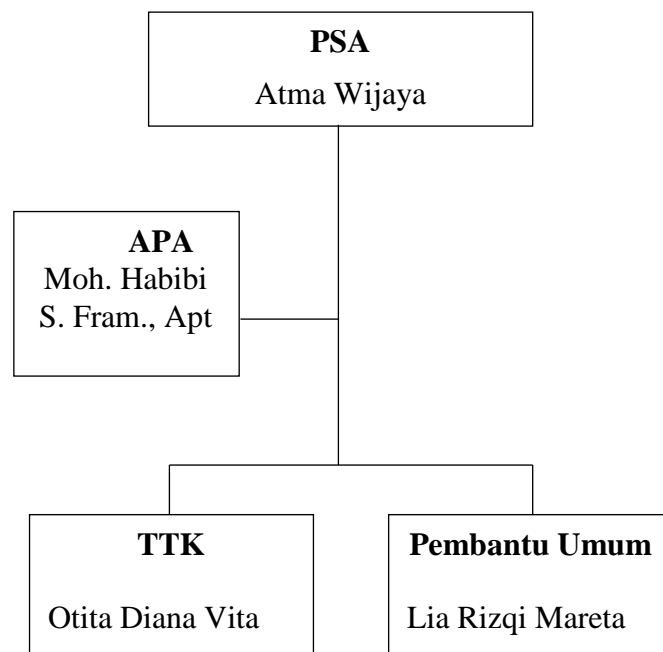 PSA
Atma Wijaya
APA
Moh. Habibi
S. Fram., Apt
TTK
Otita Diana Vita
Pembantu Umum
Lia Rizqi Mareta